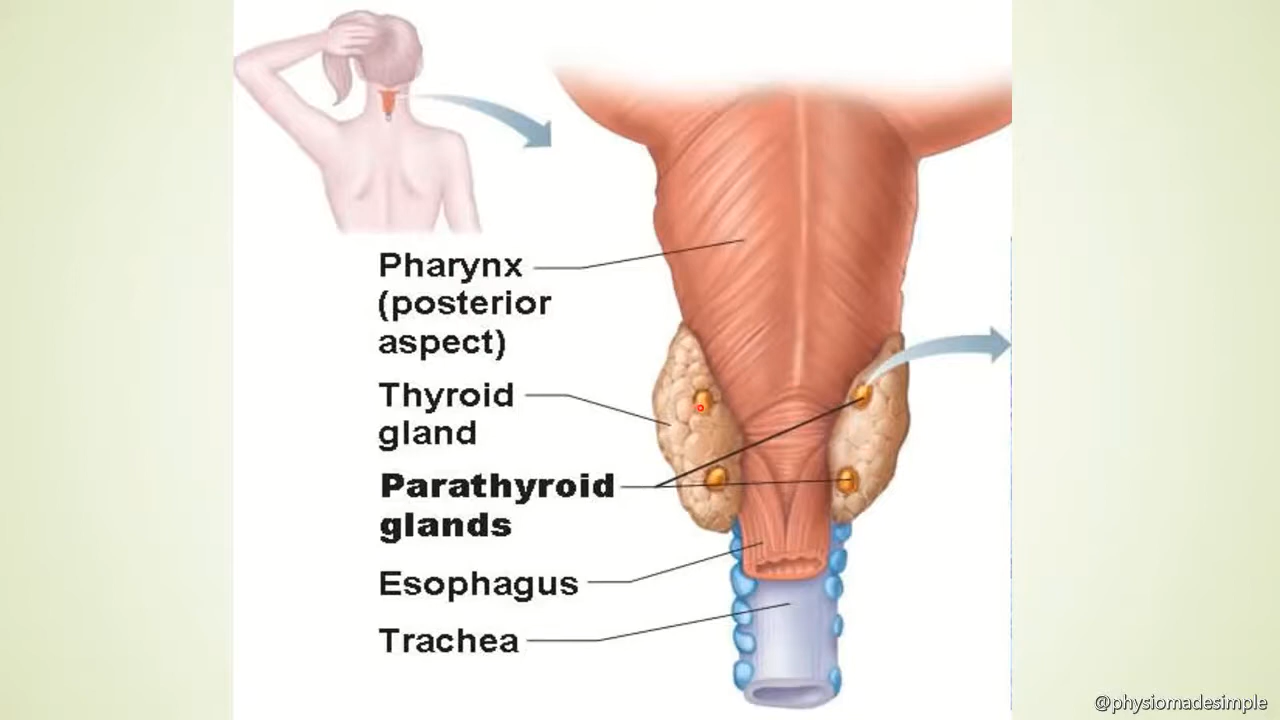 Pharynx
(posterior
aspect)
Thyroid
gland
Parathyroid
glands
Esophagus
Trachea
@physiomadesimple